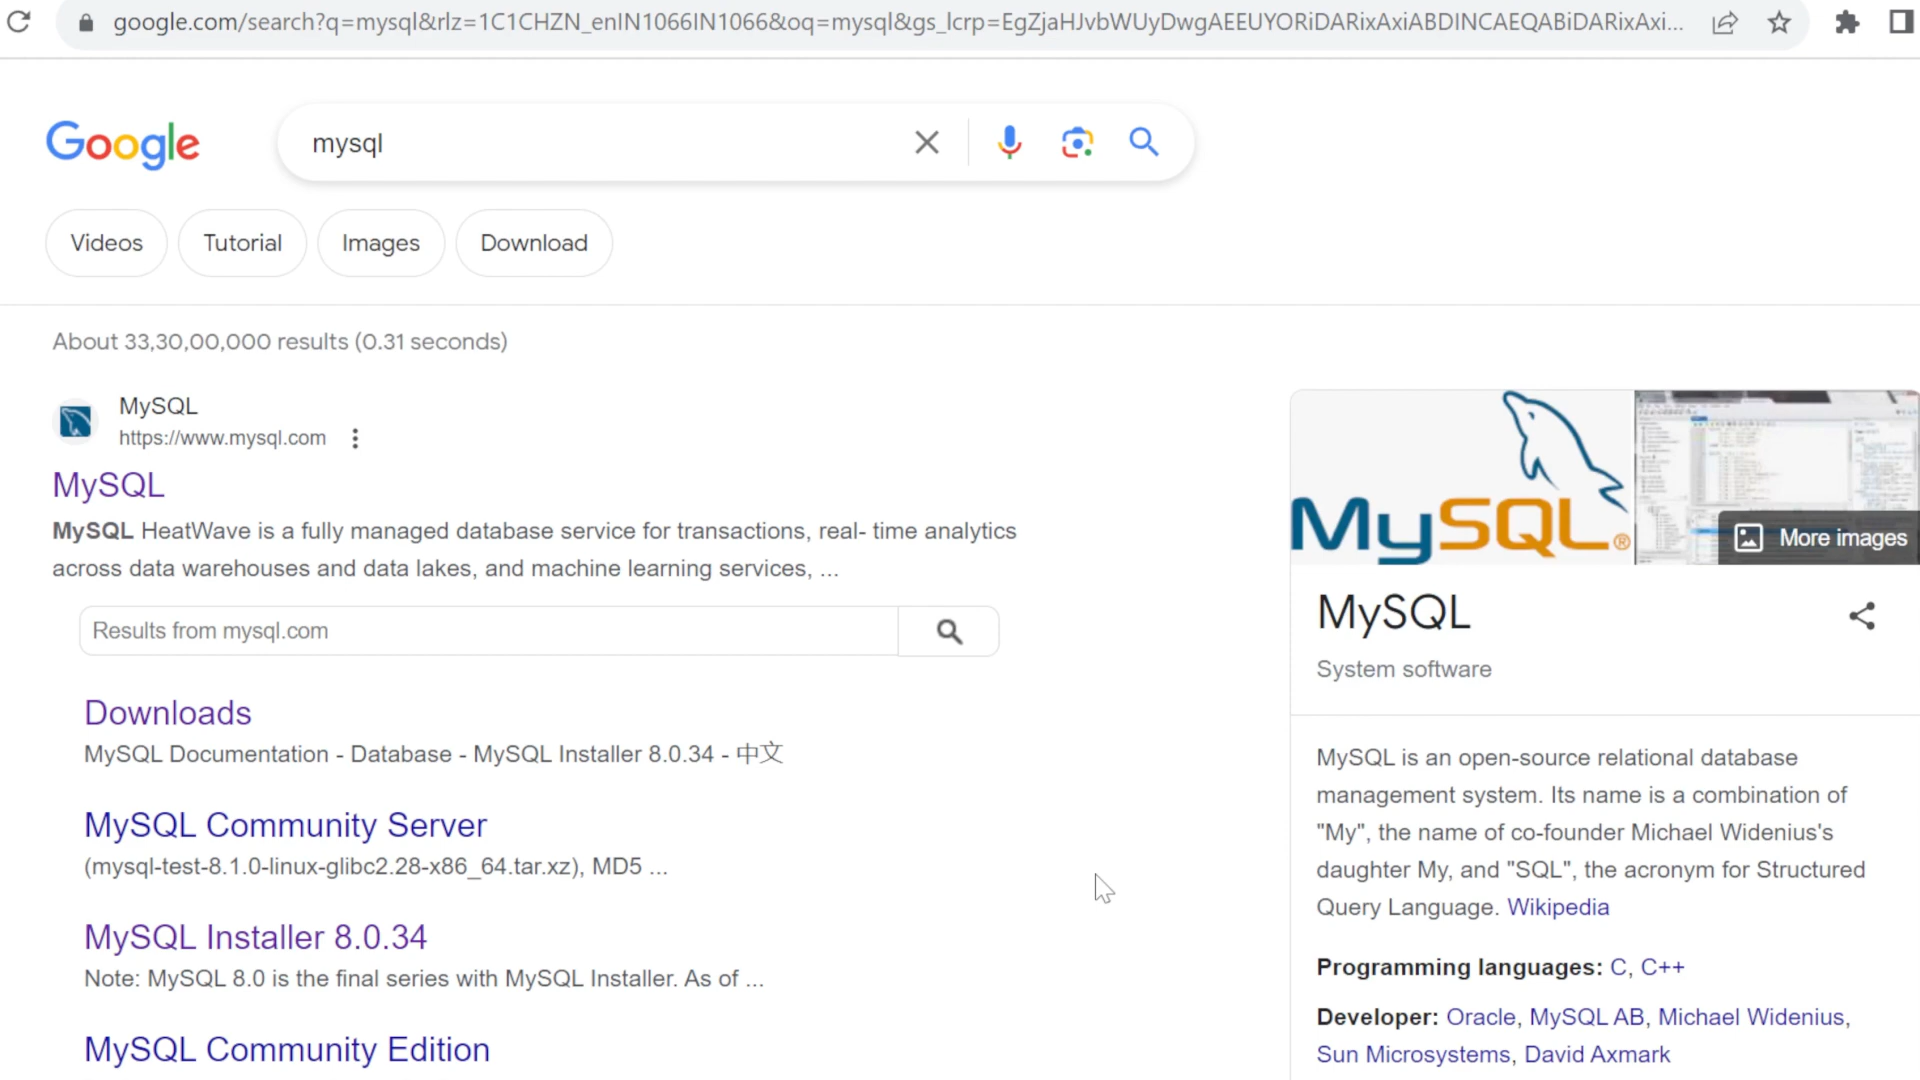 google.com/search?q=mysql&rlz=1C1CHZN_enIN1066IN1066&oq=mysql&gs_lcrp=EgZjaHJvbWUyDwgAEEUYORiDARixAxiABDINCAEQABiDARixAxi...
Google
mysql
Videos
Tutorial
Images
Download
About 33,30,00,000 results (0.31 seconds)
MySQL
https://www.mysql.com
MySQL
MySQL HeatWave is a fully managed database service for transactions, real- time analytics
across data warehouses and data lakes, and machine learning services, ...
Results from mysql.com
Downloads
MySQL Documentation - Database - MySQL Installer 8.0.34 - 中文
MySQL Community Server
(mysql-test-8.1.0-linux-glibc2.28-x86_64.tar.xz), MD5 ...
MySQL Installer 8.0.34
Note: MySQL 8.0 is the final series with MySQL Installer. As of ...
MySQL Community Edition
MySQL®
More images
MySQL
System software
MySQL is an open-source relational database
management system. Its name is a combination of
"My", the name of co-founder Michael Widenius's
daughter My, and "SQL", the acronym for Structured
Query Language. Wikipedia
Programming languages: C, C++
Developer: Oracle, MySQL AB, Michael Widenius,
Sun Microsystems, David Axmark